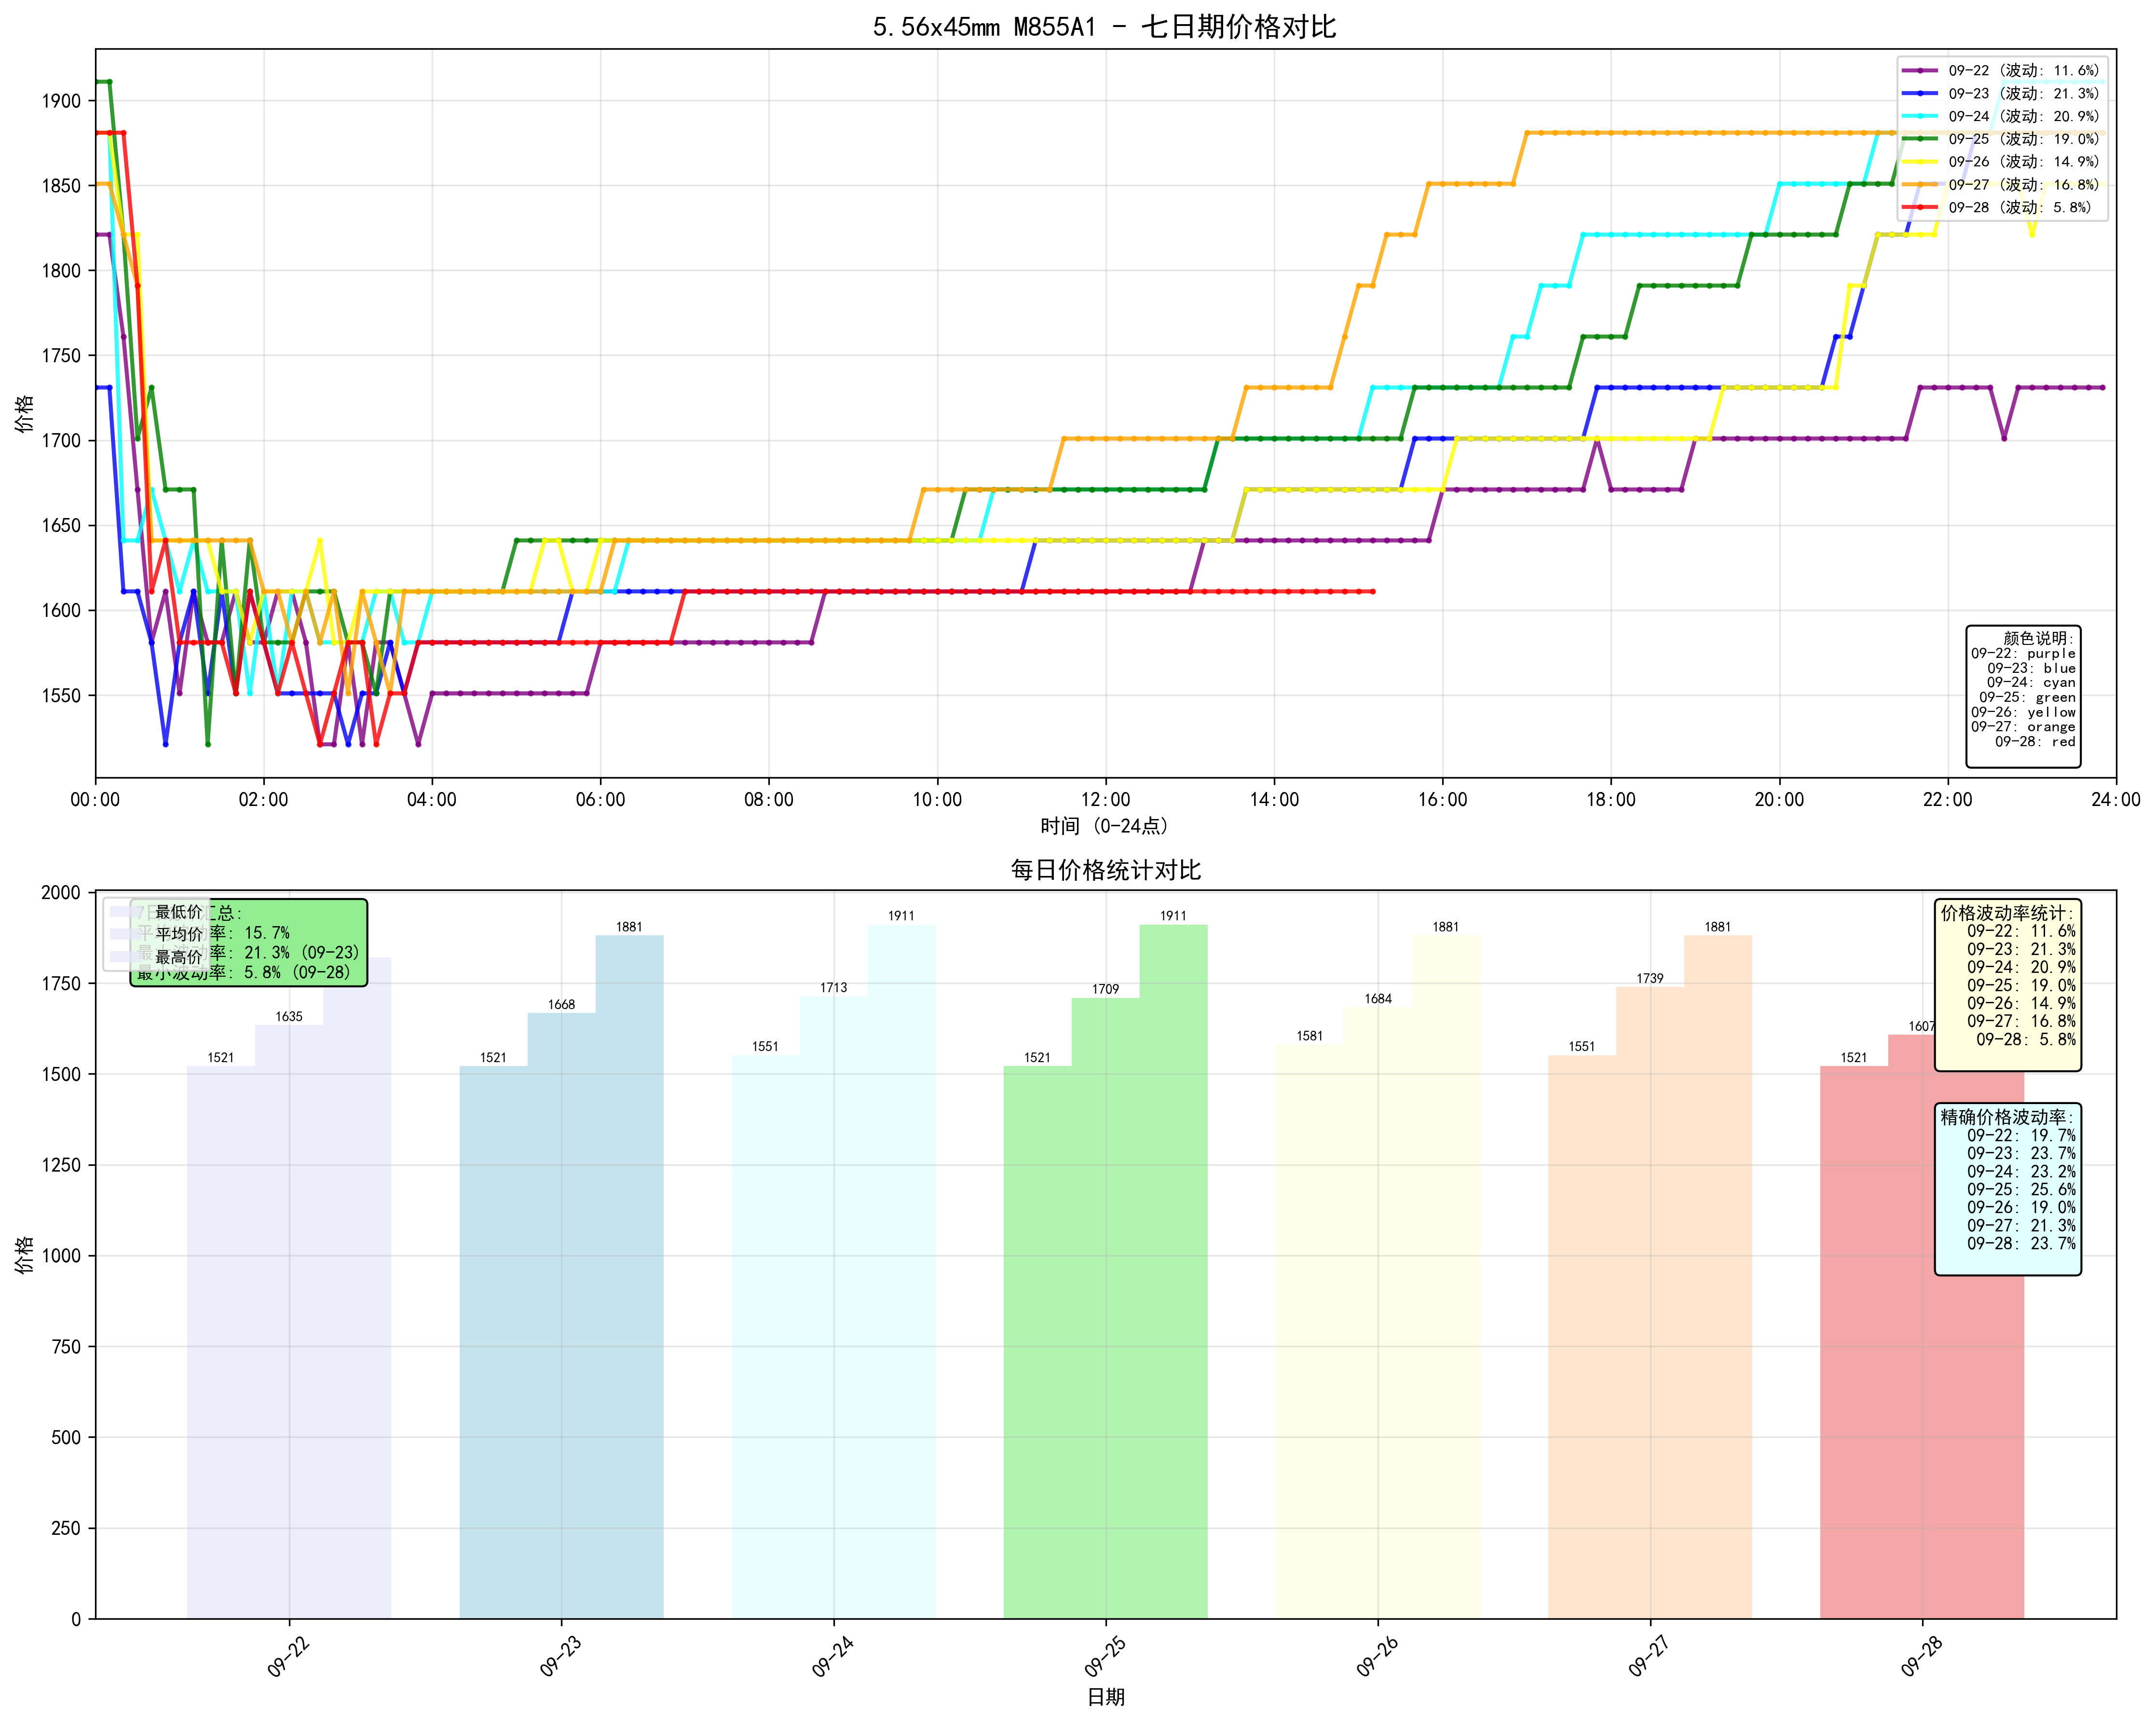 5.56x45mm M855A1 - 七日期价格对比
09-22 (波动: 11.6%)
09-23 (波动: 21.3%)
09-24 (波动: 20.9%)
09-25 (波动: 19.0%)
09-26 (波动: 14.9%)
09-27 (波动: 16.8%)
09-28 (波动: 5.8%)
价格
1900
1850
1800
1750
1700
1650
1600
1550
颜色说明:
09-22: purple
09-23: blue
09-24: cyan
09-25: green
09-26: yellow
09-27: orange
09-28: red
00:00 02:00 04:00 06:00 08:00 10:00 12:00 14:00 16:00 18:00 20:00 22:00 24:00
时间 (0-24点)
每日价格统计对比
价格
2000
1750
1500
1250
1000
750
500
250
0
最低价
平均价
最高价
7日 汇总:
平 率: 15.7%
最 波动率: 21.3% (09-23)
最小波动率: 5.8% (09-28)
1521 1635
1521 1668 1881
1551 1713 1911
1521 1709 1911
1581 1684 1881
1551 1739 1881
1521 1607
价格波动率统计:
09-22: 11.6%
09-23: 21.3%
09-24: 20.9%
09-25: 19.0%
09-26: 14.9%
09-27: 16.8%
09-28: 5.8%
精确价格波动率:
09-22: 19.7%
09-23: 23.7%
09-24: 23.2%
09-25: 25.6%
09-26: 19.0%
09-27: 21.3%
09-28: 23.7%
09-22 09-23 09-24 09-25 09-26 09-27 09-28
日期